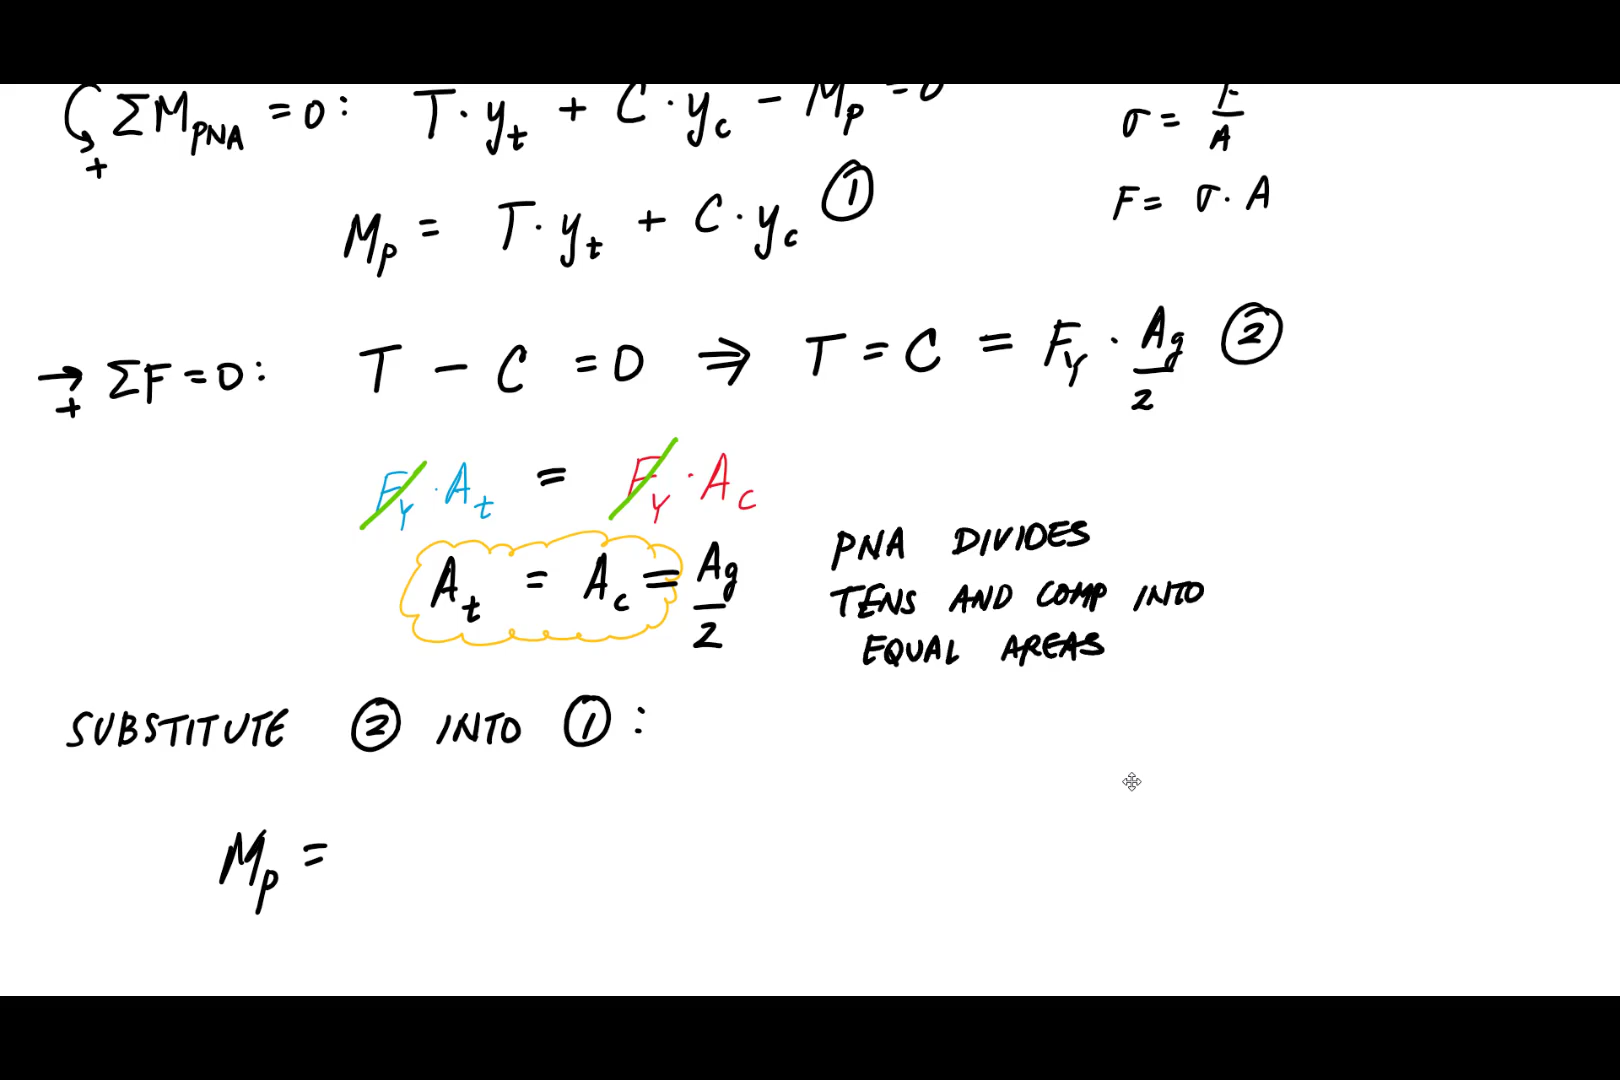 ΣM_PNA = 0: T · y_t + C · y_c - M_p = 0
+
σ = F/A
M_p = T · y_t + C · y_c ①
F = σ · A
→ ΣF = 0: T - C = 0 ⇒ T = C = F_Y · A_g/2 ②
+
F_Y · A_t = F_Y · A_c
A_t = A_c = A_g/2
PNA DIVIDES
TENS AND COMP INTO
EQUAL AREAS
SUBSTITUTE ② INTO ①:
M_p =